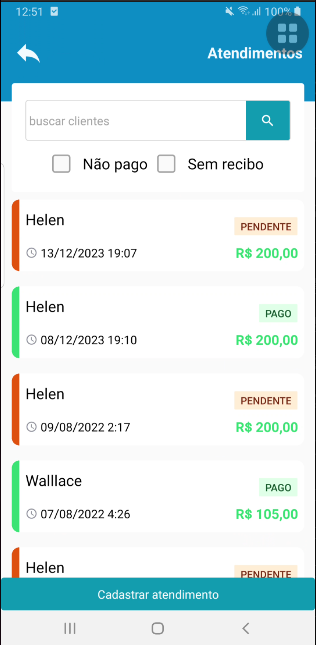 12:51 100%
Atendimentos
buscar clientes
Não pago Sem recibo
Helen
PENDENTE
13/12/2023 19:07 R$ 200,00
Helen
PAGO
08/12/2023 19:10 R$ 200,00
Helen
PENDENTE
09/08/2022 2:17 R$ 200,00
Walllace
PAGO
07/08/2022 4:26 R$ 105,00
Helen
PENDENTE
Cadastrar atendimento